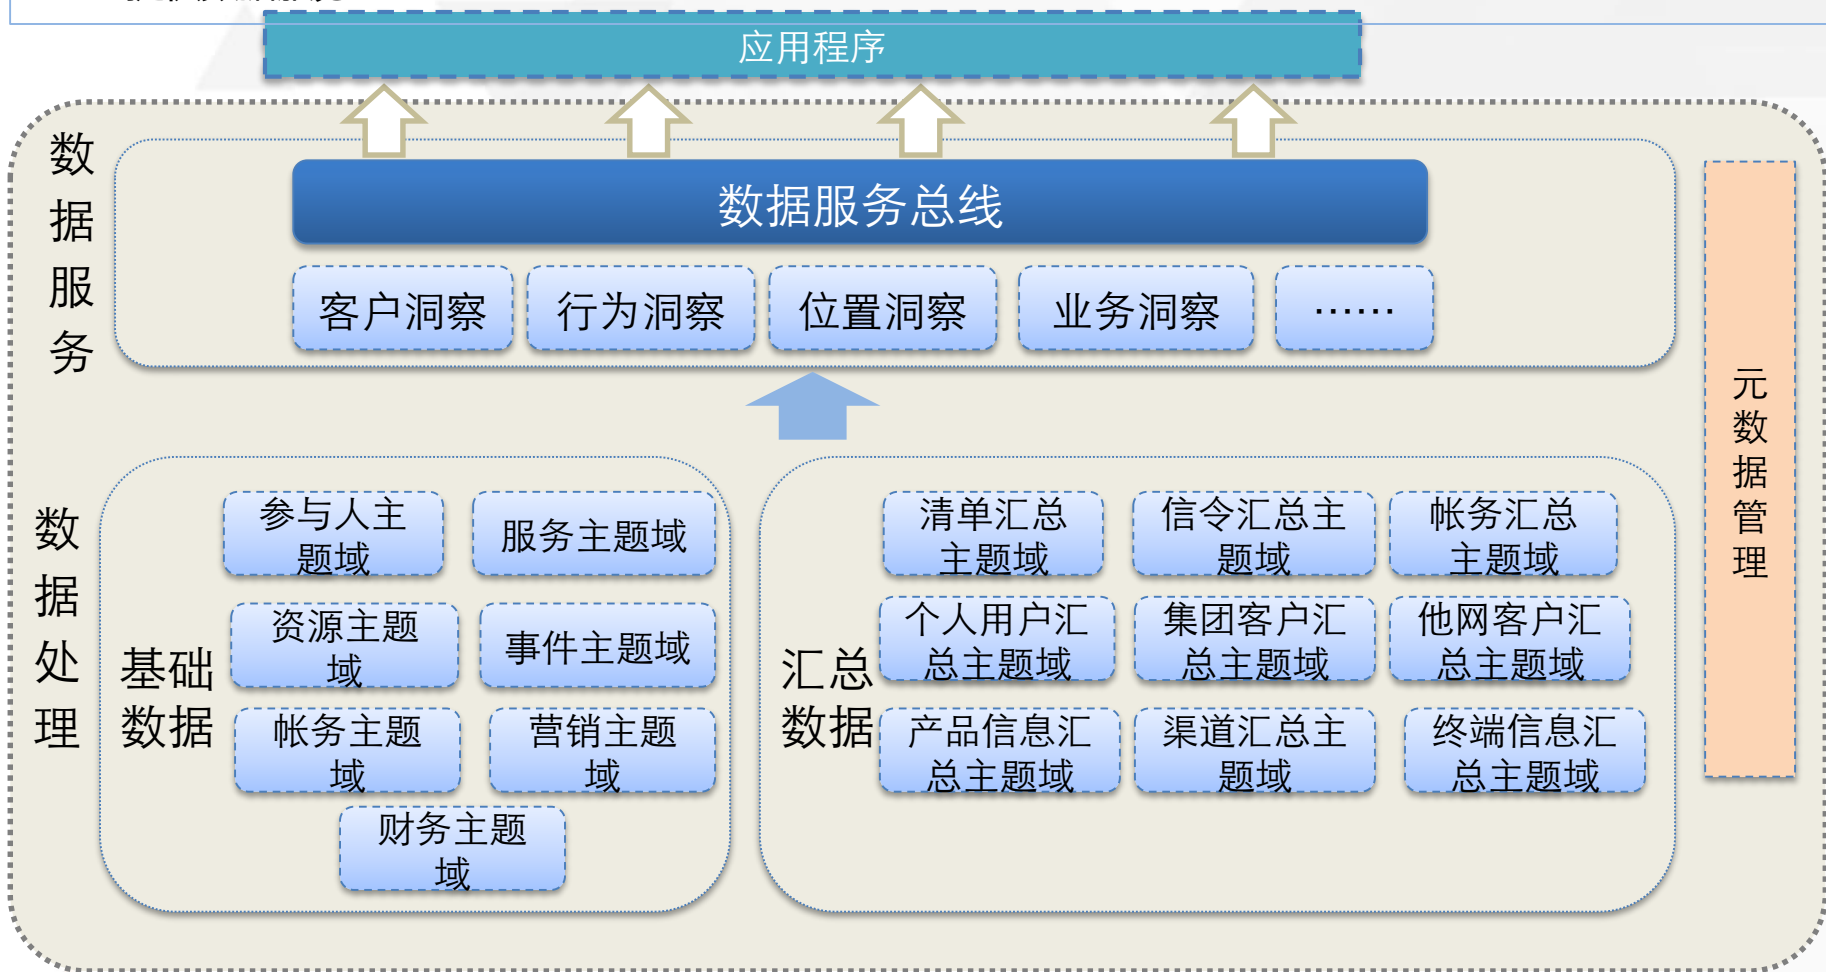 应用程序
数
据
服
务
数据服务总线
客户洞察
行为洞察
位置洞察
业务洞察
……
元
数
据
管
理
数
据
处
理
基础
数据
参与人主
题域
服务主题域
资源主题
域
事件主题域
帐务主题
域
营销主题
域
财务主题
域
汇总
数据
清单汇总
主题域
信令汇总主
题域
帐务汇总
主题域
个人用户汇
总主题域
集团客户汇
总主题域
他网客户汇
总主题域
产品信息汇
总主题域
渠道汇总主
题域
终端信息汇
总主题域